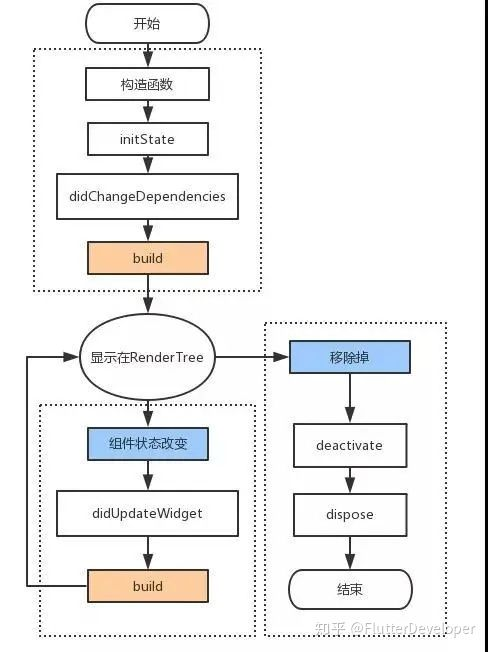 开始
构造函数
initState
didChangeDependencies
build
显示在RenderTree
移除掉
组件状态改变
deactivate
didUpdateWidget
dispose
build
结束
知乎 @FlutterDeveloper